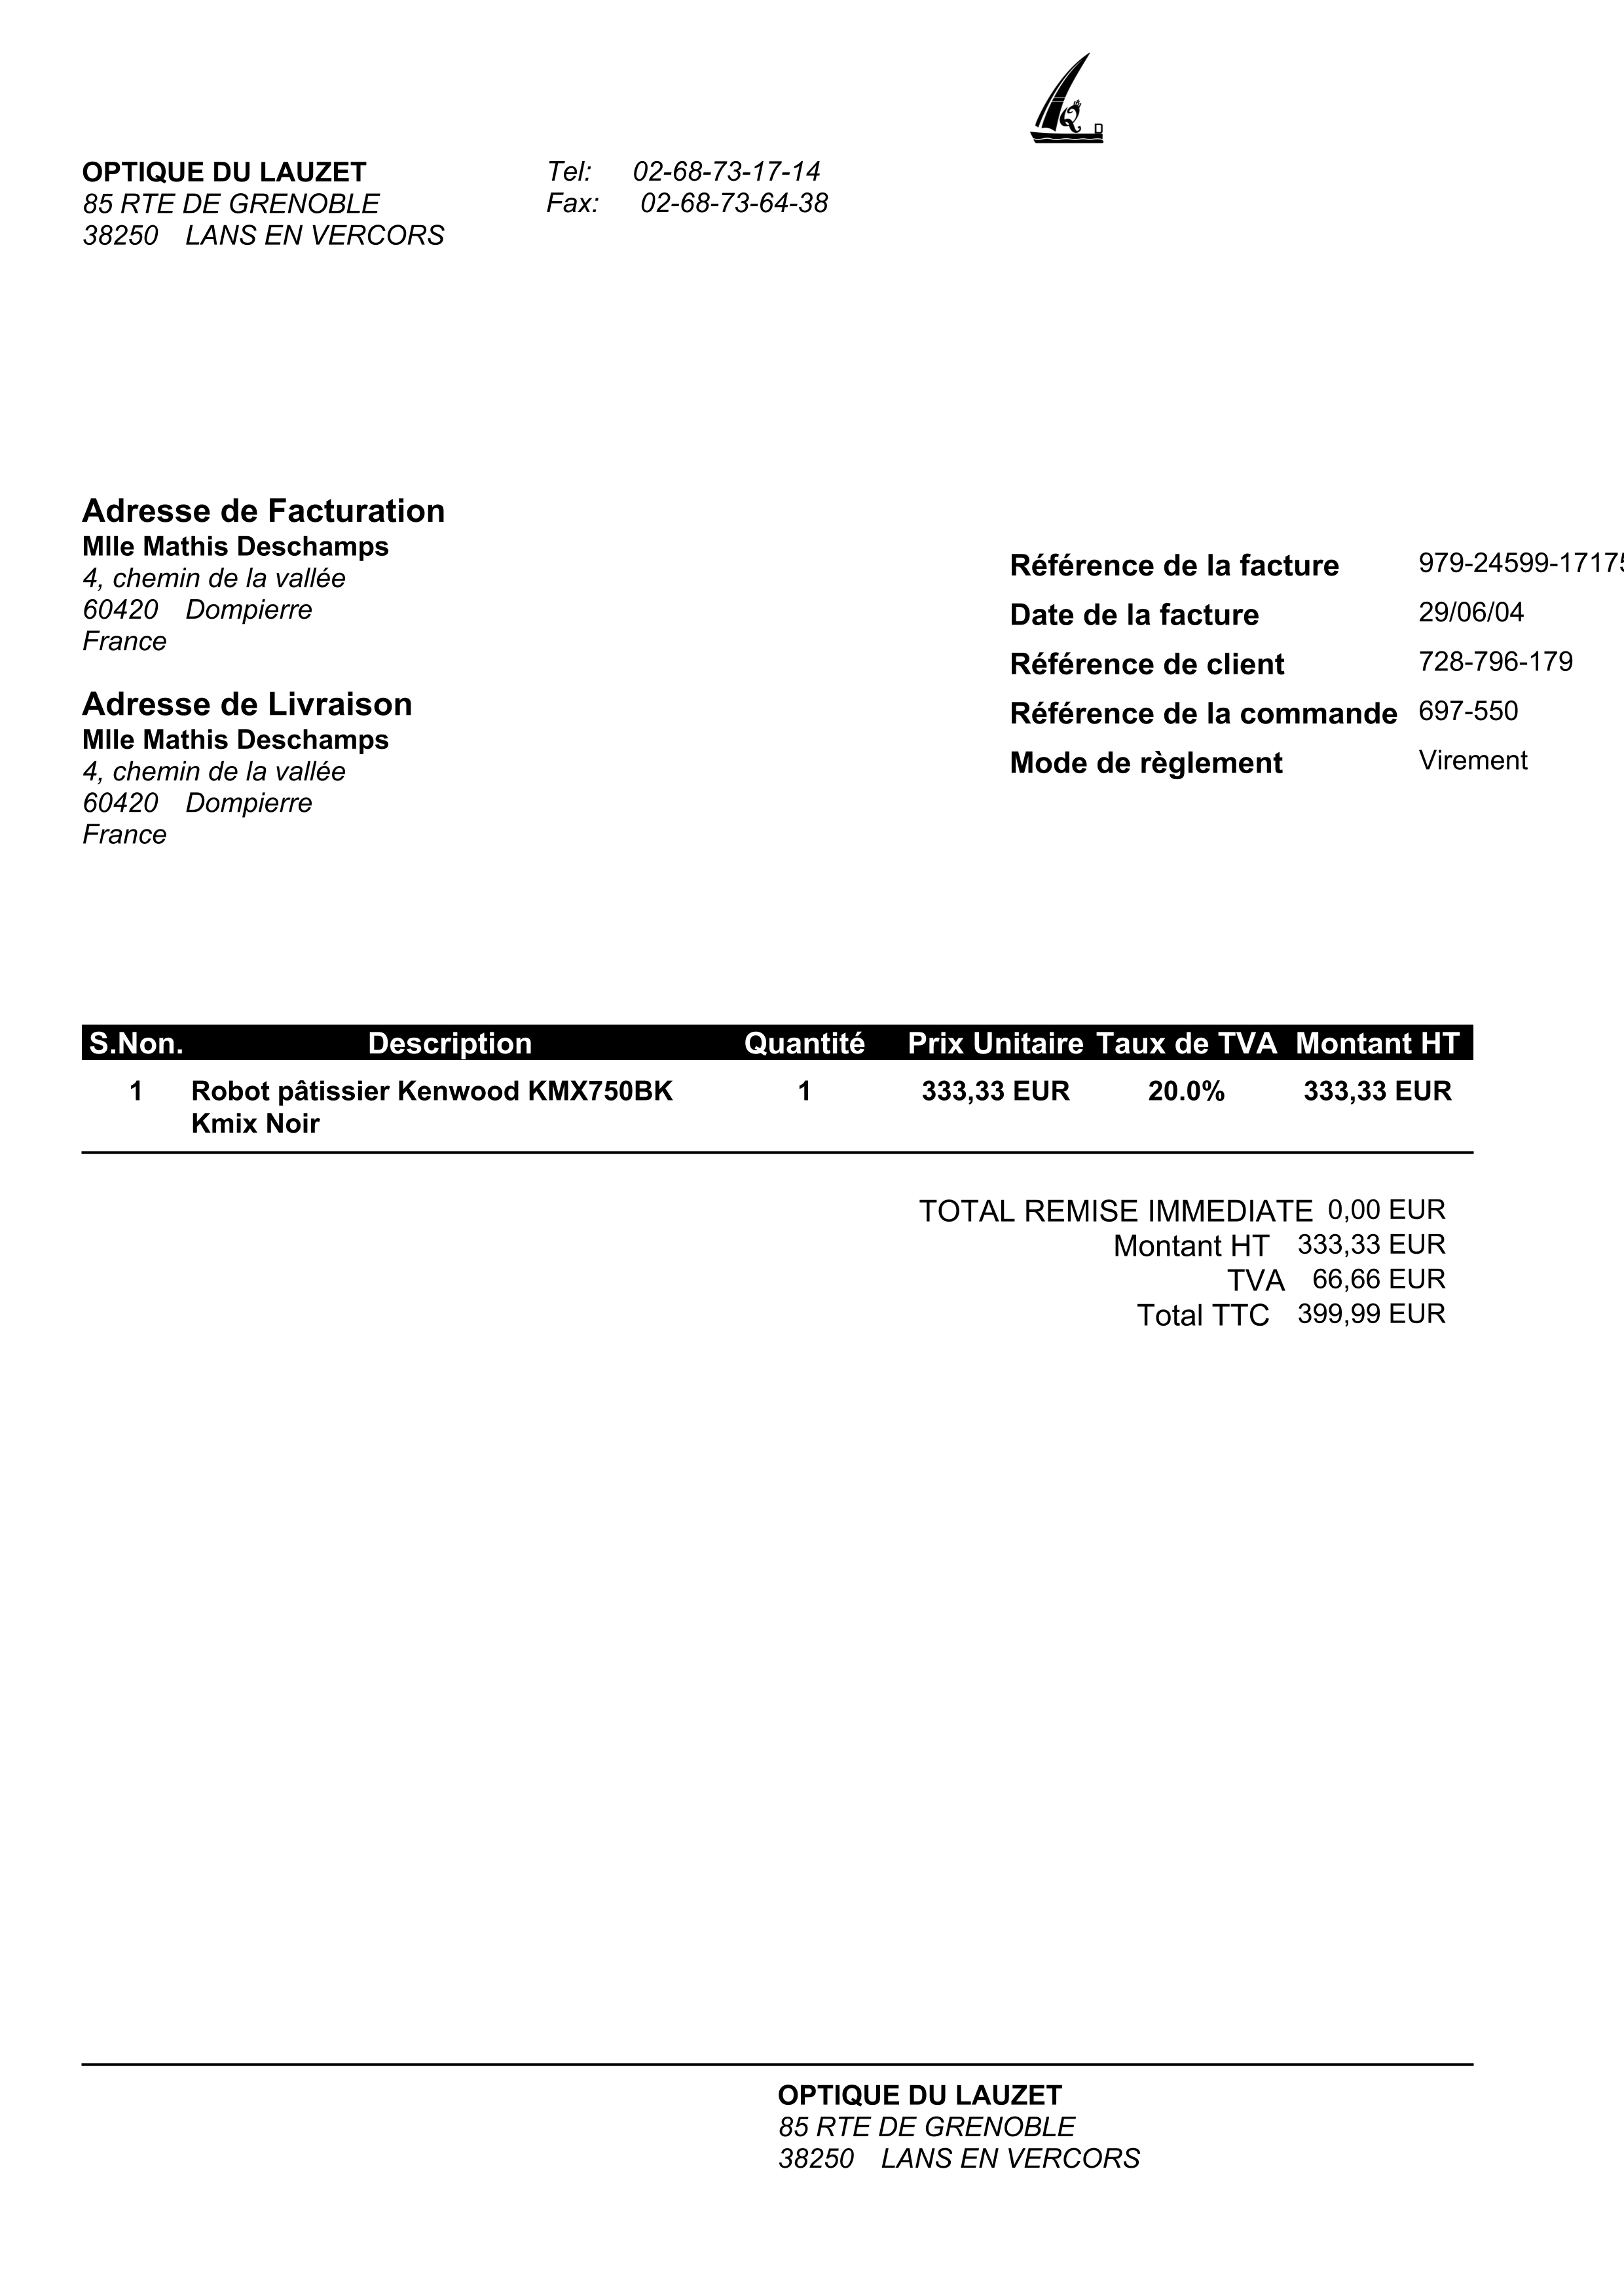 OPTIQUE DU LAUZET
85 RTE DE GRENOBLE
38250 LANS EN VERCORS
Tel: 02-68-73-17-14
Fax: 02-68-73-64-38
Adresse de Facturation
Mlle Mathis Deschamps
4, chemin de la vallée
60420 Dompierre
France
Adresse de Livraison
Mlle Mathis Deschamps
4, chemin de la vallée
60420 Dompierre
France
Référence de la facture 979-24599-17175
Date de la facture 29/06/04
Référence de client 728-796-179
Référence de la commande 697-550
Mode de règlement Virement
S.Non. Description Quantité Prix Unitaire Taux de TVA Montant HT
1 Robot pâtissier Kenwood KMX750BK 1 333,33 EUR 20.0% 333,33 EUR
Kmix Noir
TOTAL REMISE IMMEDIATE 0,00 EUR
Montant HT 333,33 EUR
TVA 66,66 EUR
Total TTC 399,99 EUR
OPTIQUE DU LAUZET
85 RTE DE GRENOBLE
38250 LANS EN VERCORS